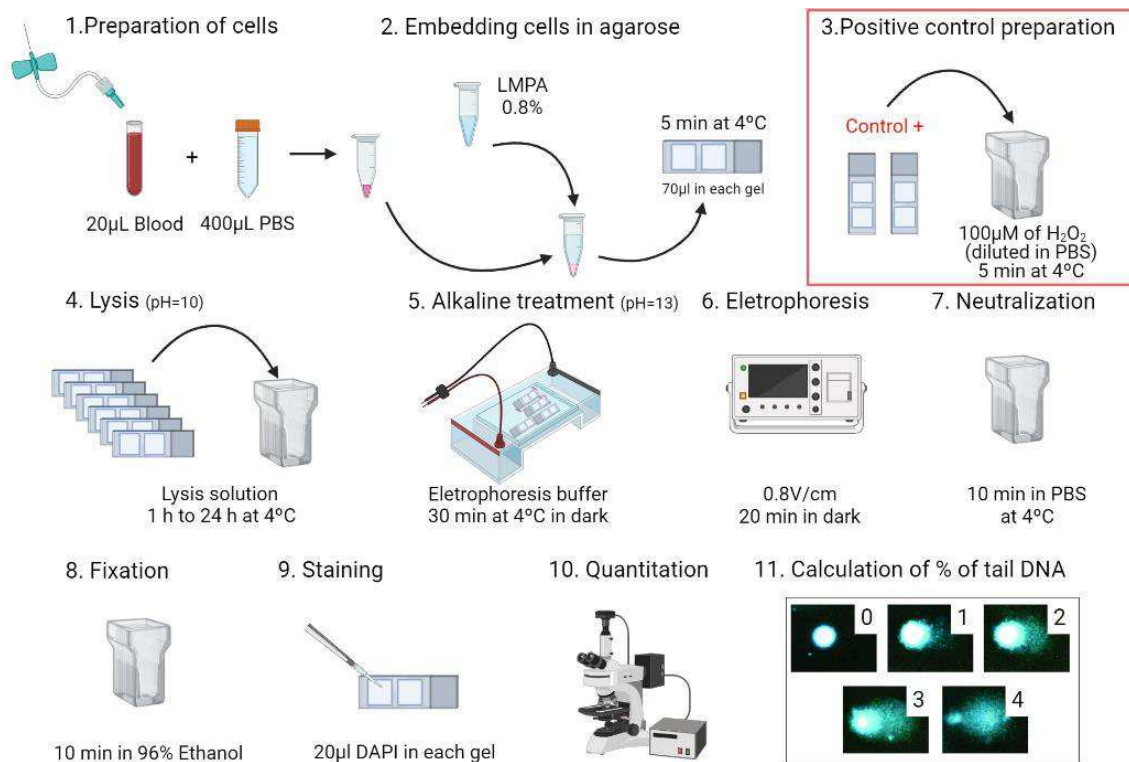 1.Preparation of cells
20µL Blood
+
400µL PBS
2. Embedding cells in agarose
LMPA
0.8%
5 min at 4ºC
70µl in each gel
3.Positive control preparation
Control +
100µM of H₂O₂
(diluted in PBS)
5 min at 4ºC
4. Lysis (pH=10)
Lysis solution
1 h to 24 h at 4ºC
5. Alkaline treatment (pH=13)
Eletrophoresis buffer
30 min at 4ºC in dark
6. Eletrophoresis
0.8V/cm
20 min in dark
7. Neutralization
10 min in PBS
at 4ºC
8. Fixation
10 min in 96% Ethanol
9. Staining
20µl DAPI in each gel
10. Quantitation
11. Calculation of % of tail DNA
0
1
2
3
4